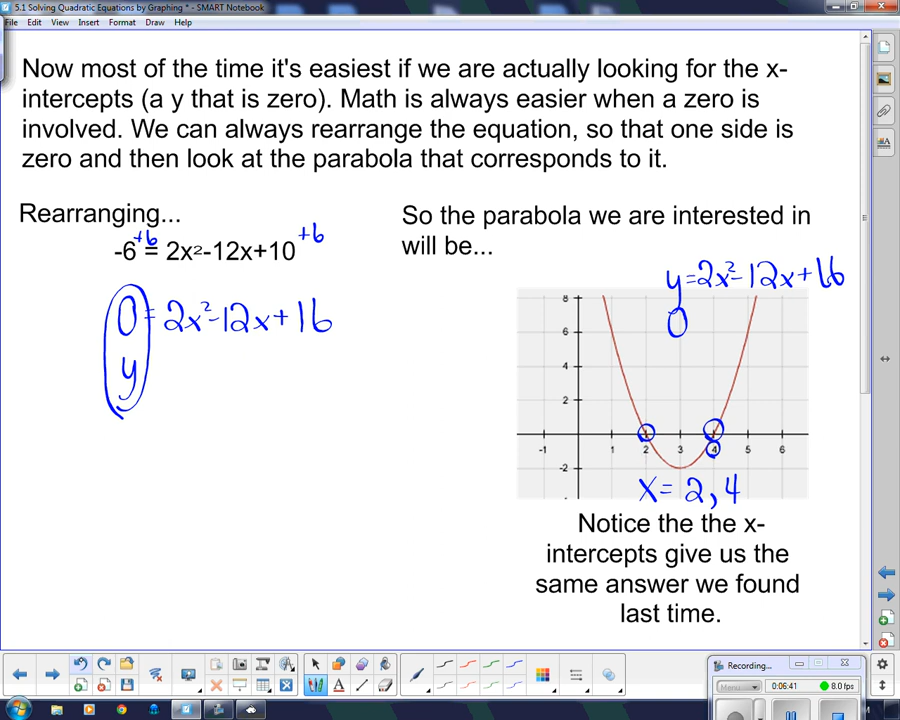 5.1 Solving Quadratic Equations by Graphing * - SMART Notebook
File Edit View Insert Format Draw Help
Now most of the time it's easiest if we are actually looking for the x-
intercepts (a y that is zero). Math is always easier when a zero is
involved. We can always rearrange the equation, so that one side is
zero and then look at the parabola that corresponds to it.
Rearranging...
+6 +6
-6 = 2x²-12x+10
0 = 2x²-12x+16
y
So the parabola we are interested in
will be...
y=2x²-12x+16
0
8
6
4
2
-1 1 2 3 4 5 6
-2
x= 2,4
Notice the the x-
intercepts give us the
same answer we found
last time.
Recording...
Menu
0:06:41 8.0 fps